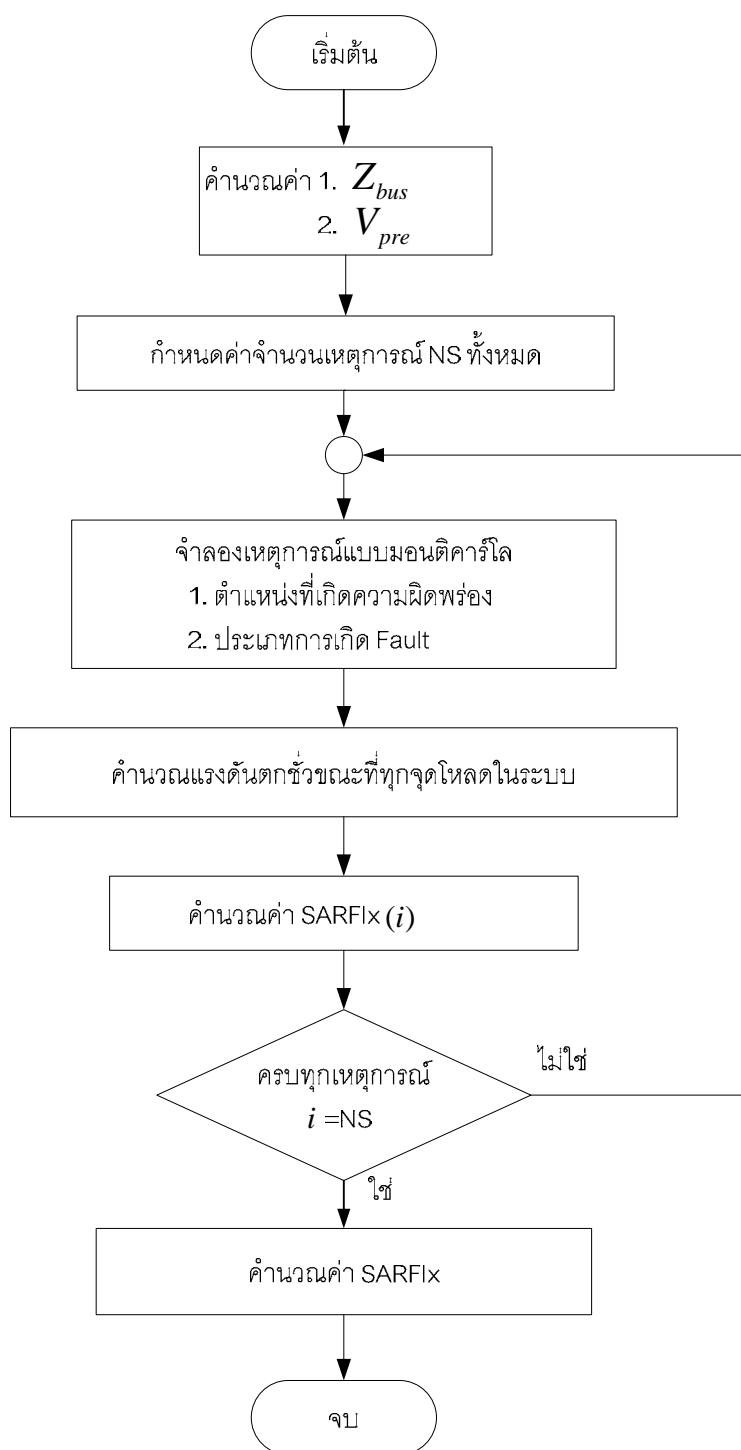 เริ่มต้น
คำนวณค่า 1. Z_bus
2. V_pre
กำหนดค่าจำนวนเหตุการณ์ NS ทั้งหมด
จำลองเหตุการณ์แบบมอนติคาร์โล
1. ตำแหน่งที่เกิดความผิดพร่อง
2. ประเภทการเกิด Fault
คำนวณแรงดันตกชั่วขณะที่ทุกจุดโหลดในระบบ
คำนวณค่า SARFIx (i)
ครบทุกเหตุการณ์
i =NS
ไม่ใช่
ใช่
คำนวณค่า SARFIx
จบ